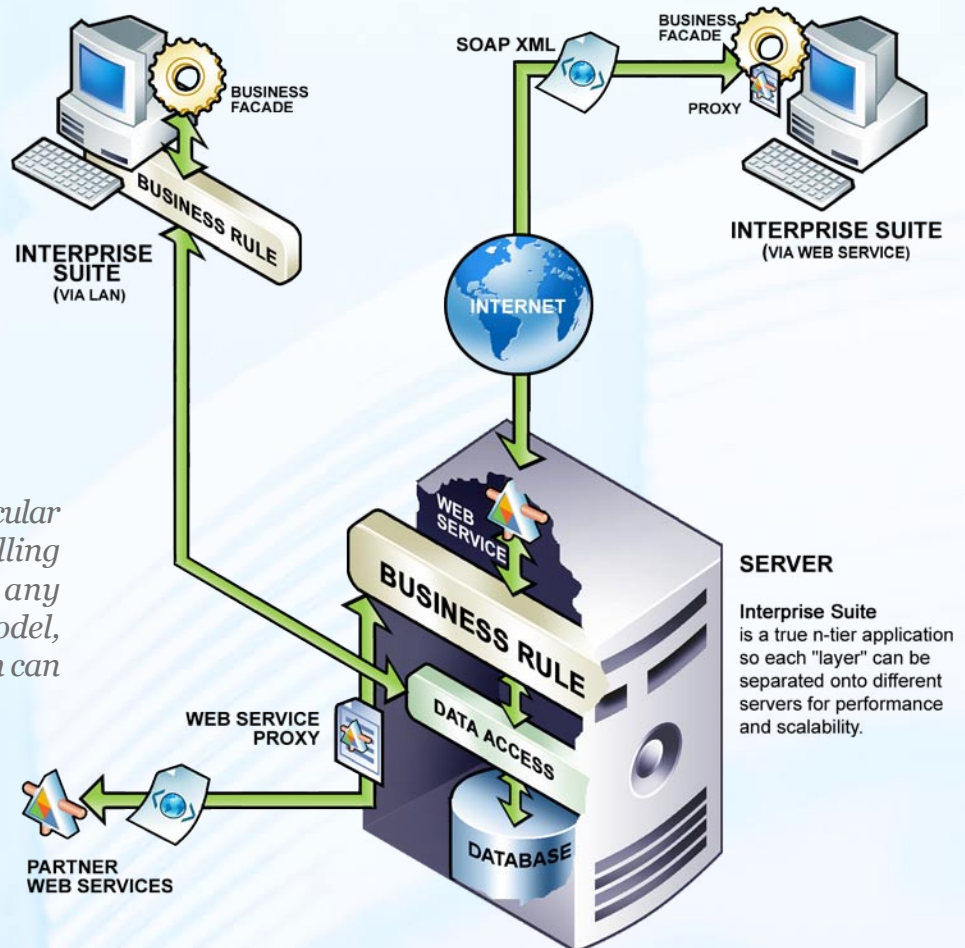 BUSINESS
FACADE
BUSINESS RULE
INTERPRISE
SUITE
(VIA LAN)
SOAP XML
BUSINESS
FACADE
PROXY
INTERPRISE SUITE
(VIA WEB SERVICE)
INTERNET
WEB
SERVICE
BUSINESS RULE
DATA ACCESS
DATABASE
SERVER
Interprise Suite
is a true n-tier application
so each "layer" can be
separated onto different
servers for performance
and scalability.
WEB SERVICE
PROXY
PARTNER
WEB SERVICES
any
can